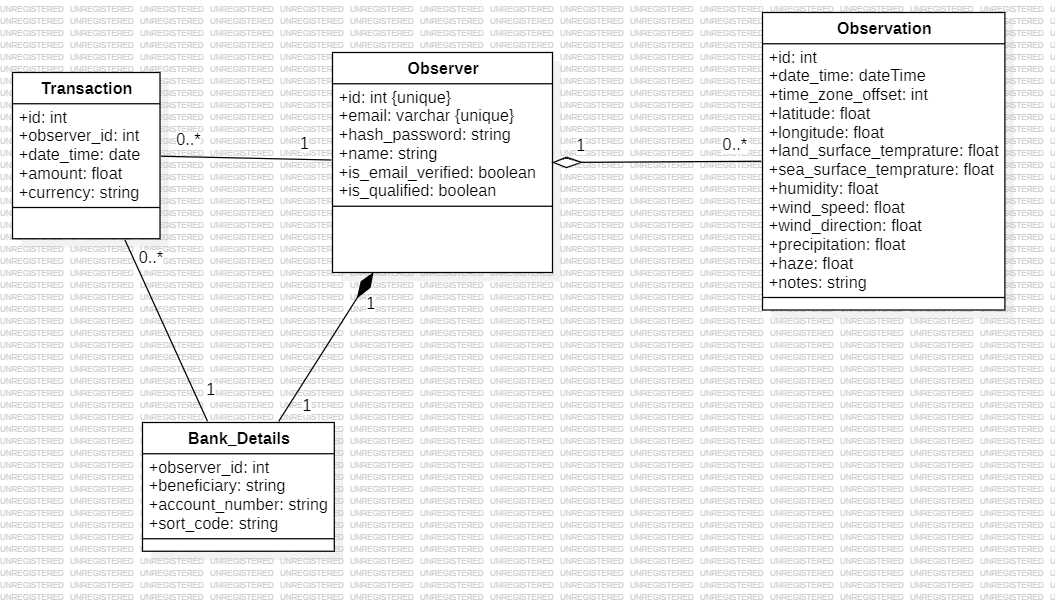 Transaction
+id: int
+observer_id: int
+date_time: date
+amount: float
+currency: string
0..*
1
Observer
+id: int {unique}
+email: varchar {unique}
+hash_password: string
+name: string
+is_email_verified: boolean
+is_qualified: boolean
1
0..*
Observation
+id: int
+date_time: dateTime
+time_zone_offset: int
+latitude: float
+longitude: float
+land_surface_temprature: float
+sea_surface_temprature: float
+humidity: float
+wind_speed: float
+wind_direction: float
+precipitation: float
+haze: float
+notes: string
0..*
1
1
1
Bank_Details
+observer_id: int
+beneficiary: string
+account_number: string
+sort_code: string
UNREGISTERED